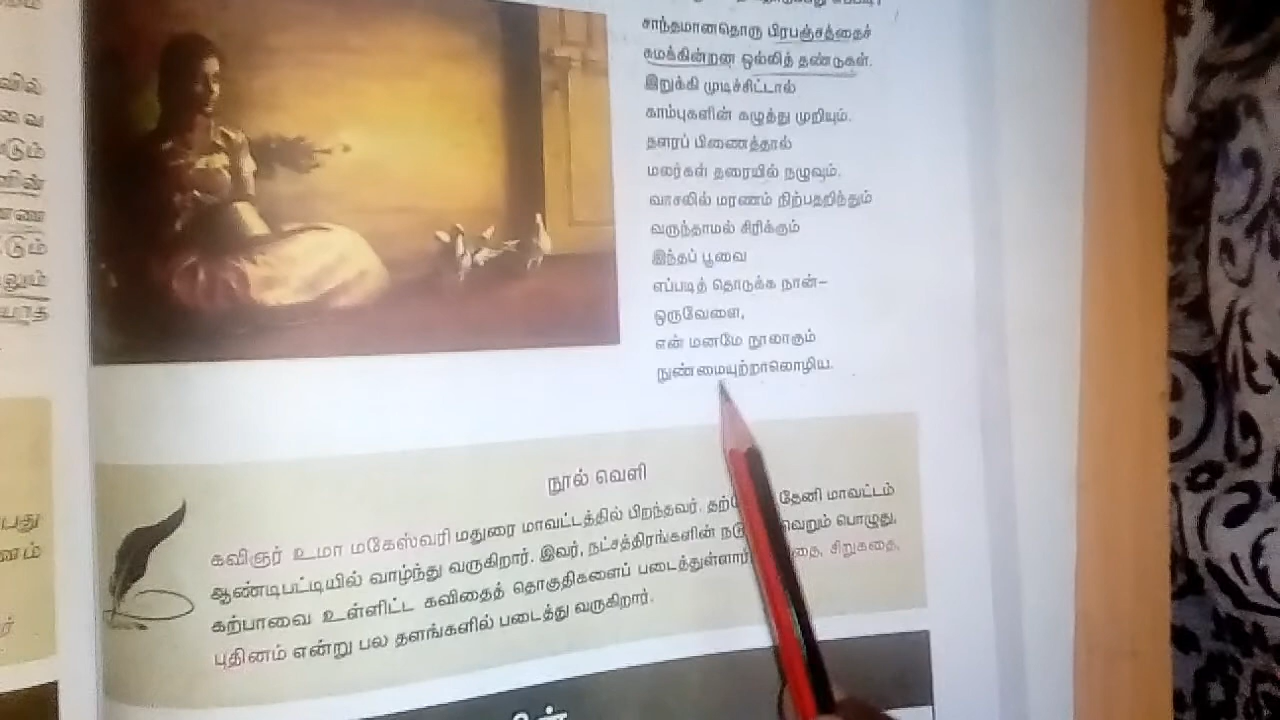 சாந்தமானதொரு பிரபஞ்சத்தைச்
சுமக்கின்றன ஒல்லித் தண்டுகள்.
இறுக்கி முடிச்சிட்டால்
காம்புகளின் கழுத்து முறியும்.
தளரப் பிணைத்தால்
மலர்கள் தரையில் நழுவும்.
வாசலில் மரணம் நிற்பதறிந்தும்
வருந்தாமல் சிரிக்கும்
இந்தப் பூவை
எப்படித் தொடுக்க நான்–
ஒருவேளை,
என் மனமே நூலாகும்
நுண்மையுற்றாலொழிய.
நூல் வெளி
கவிஞர் உமா மகேஸ்வரி மதுரை மாவட்டத்தில் பிறந்தவர். தேனி மாவட்டம்
ஆண்டிபட்டியில் வாழ்ந்து வருகிறார். இவர், நட்சத்திரங்களின் வெறும் பொழுது,
கற்பாவை உள்ளிட்ட கவிதைத் தொகுதிகளைப் படைத்துள்ளார். சிறுகதை,
புதினம் என்று பல தளங்களில் படைத்து வருகிறார்.